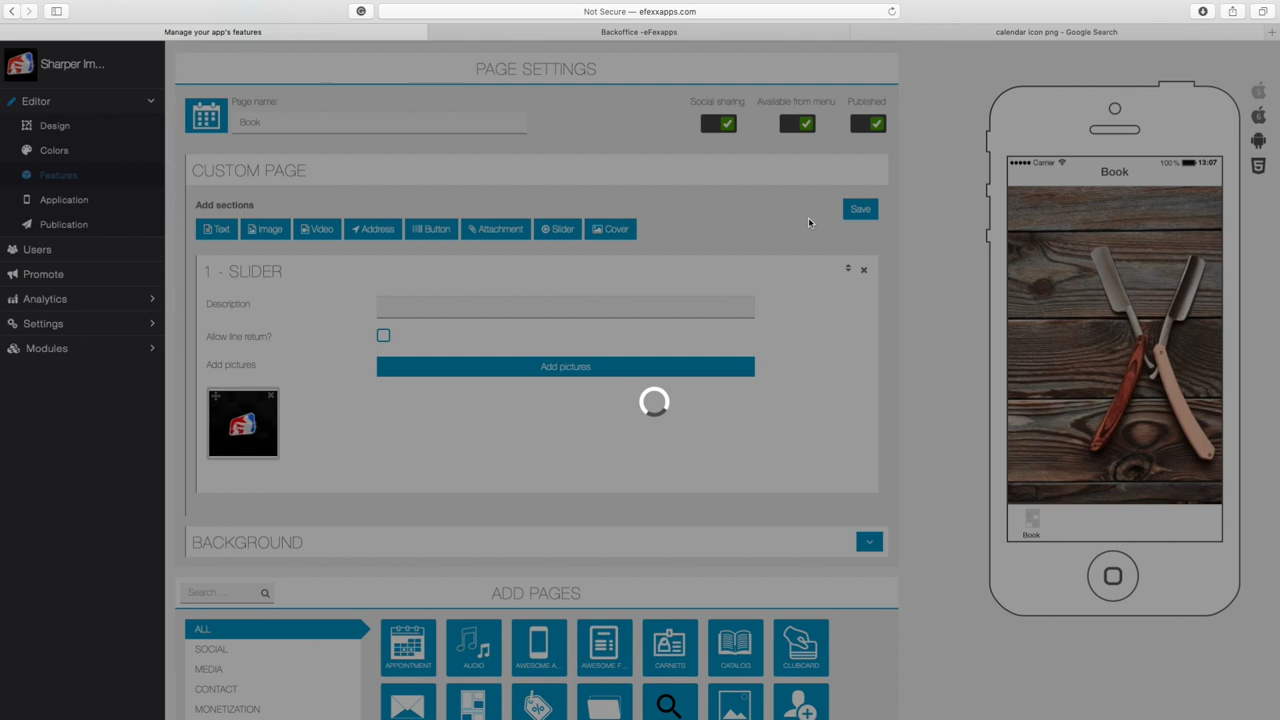 Not Secure — efexxapps.com
Manage your app's features
Backoffice -eFexapps
calendar icon png - Google Search
Sharper Im...
Editor
Design
Colors
Features
Application
Publication
Users
Promote
Analytics
Settings
Modules
PAGE SETTINGS
Page name:
Book
Social sharing
Available from menu
Published
CUSTOM PAGE
Add sections
Save
Text
Image
Video
Address
Button
Attachment
Slider
Cover
1 - SLIDER
Description
Allow line return?
Add pictures
Add pictures
BACKGROUND
Search ...
ADD PAGES
ALL
SOCIAL
MEDIA
CONTACT
MONETIZATION
APPOINTMENT
AUDIO
AWESOME A...
AWESOME F...
CARNETS
CATALOG
CLUBCARD
Carrier
100%
13:07
Book
Book